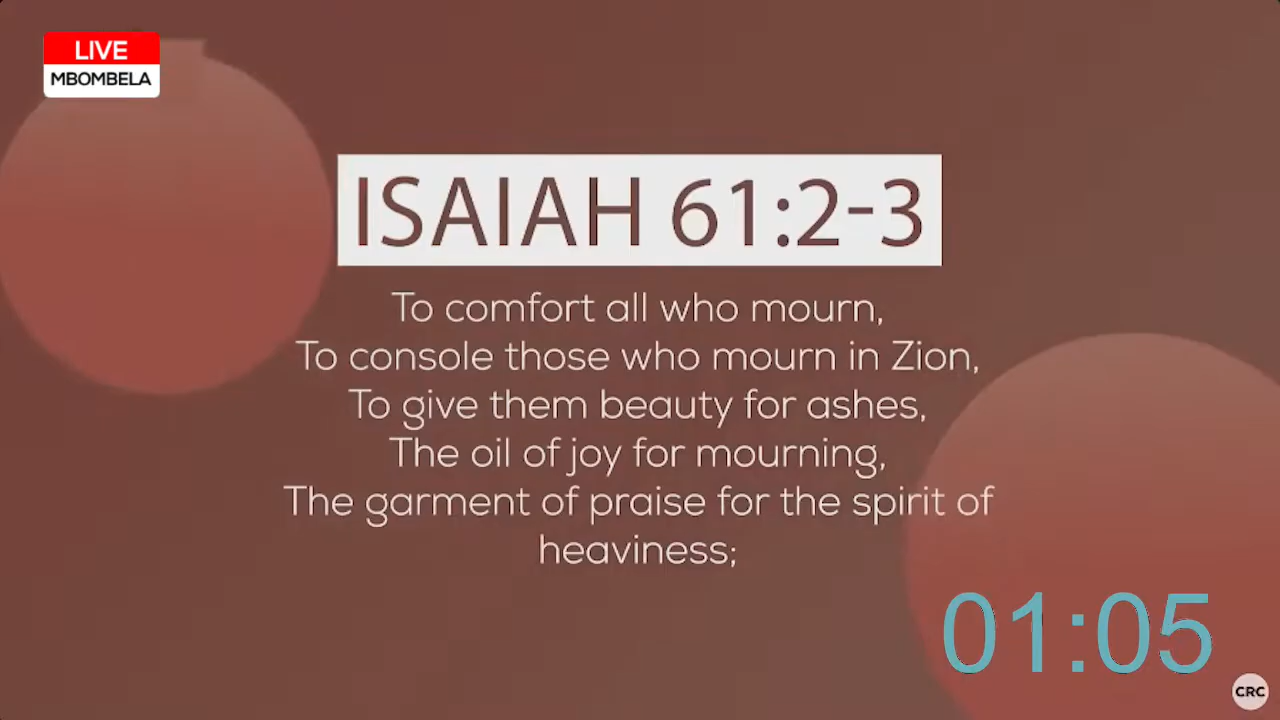 LIVE
MBOMBELA
ISAIAH 61:2-3
To comfort all who mourn,
To console those who mourn in Zion,
To give them beauty for ashes,
The oil of joy for mourning,
The garment of praise for the spirit of
heaviness;
01:05
CRC